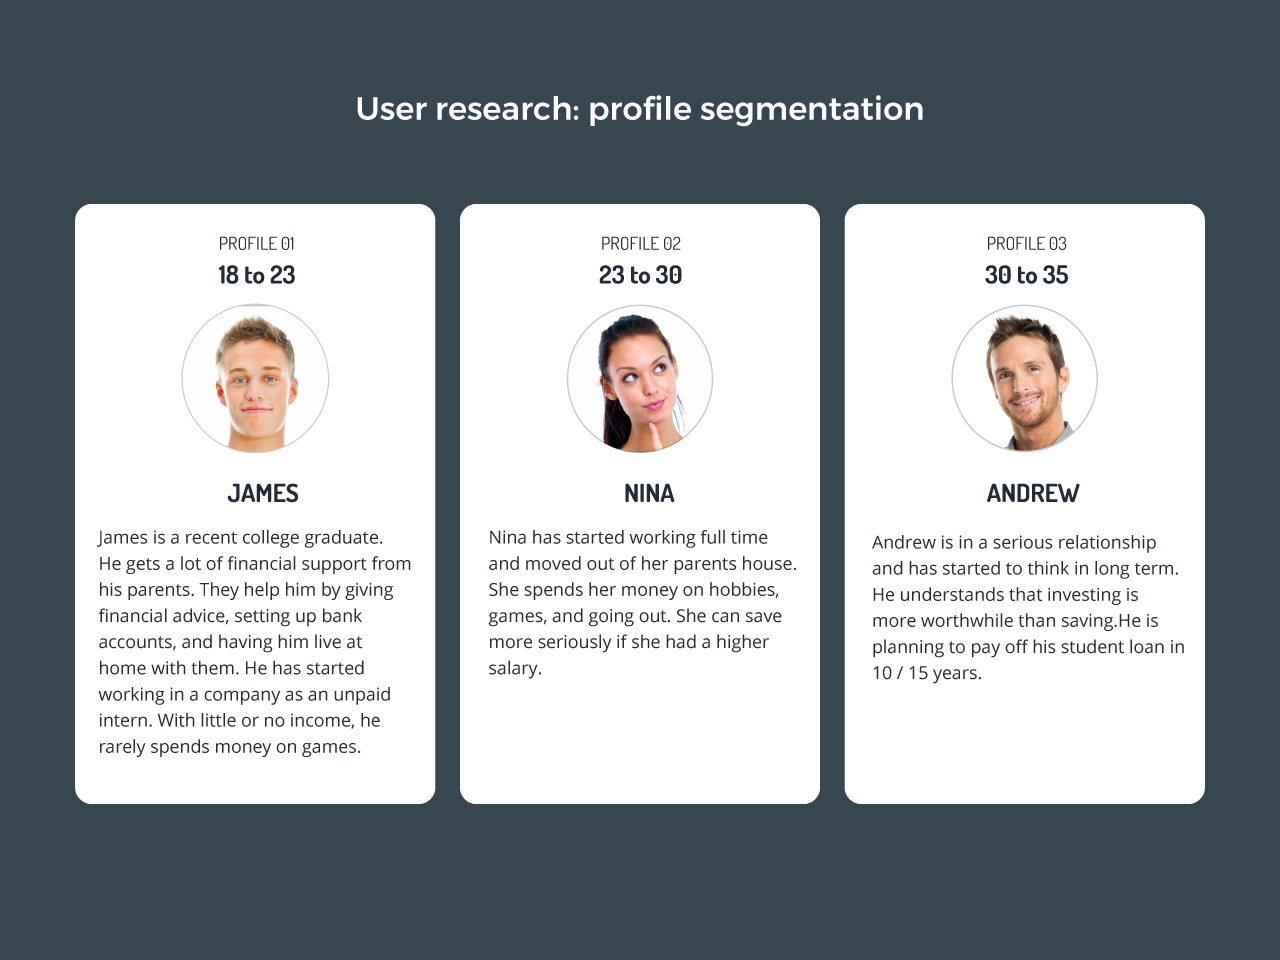 User research: profile segmentation
PROFILE 01
18 to 23
JAMES
James is a recent college graduate.
He gets a lot of financial support from
his parents. They help him by giving
financial advice, setting up bank
accounts, and having him live at
home with them. He has started
working in a company as an unpaid
intern. With little or no income, he
rarely spends money on games.
PROFILE 02
23 to 30
NINA
Nina has started working full time
and moved out of her parents house.
She spends her money on hobbies,
games, and going out. She can save
more seriously if she had a higher
salary.
PROFILE 03
30 to 35
ANDREW
Andrew is in a serious relationship
and has started to think in long term.
He understands that investing is
more worthwhile than saving.He is
planning to pay off his student loan in
10 / 15 years.